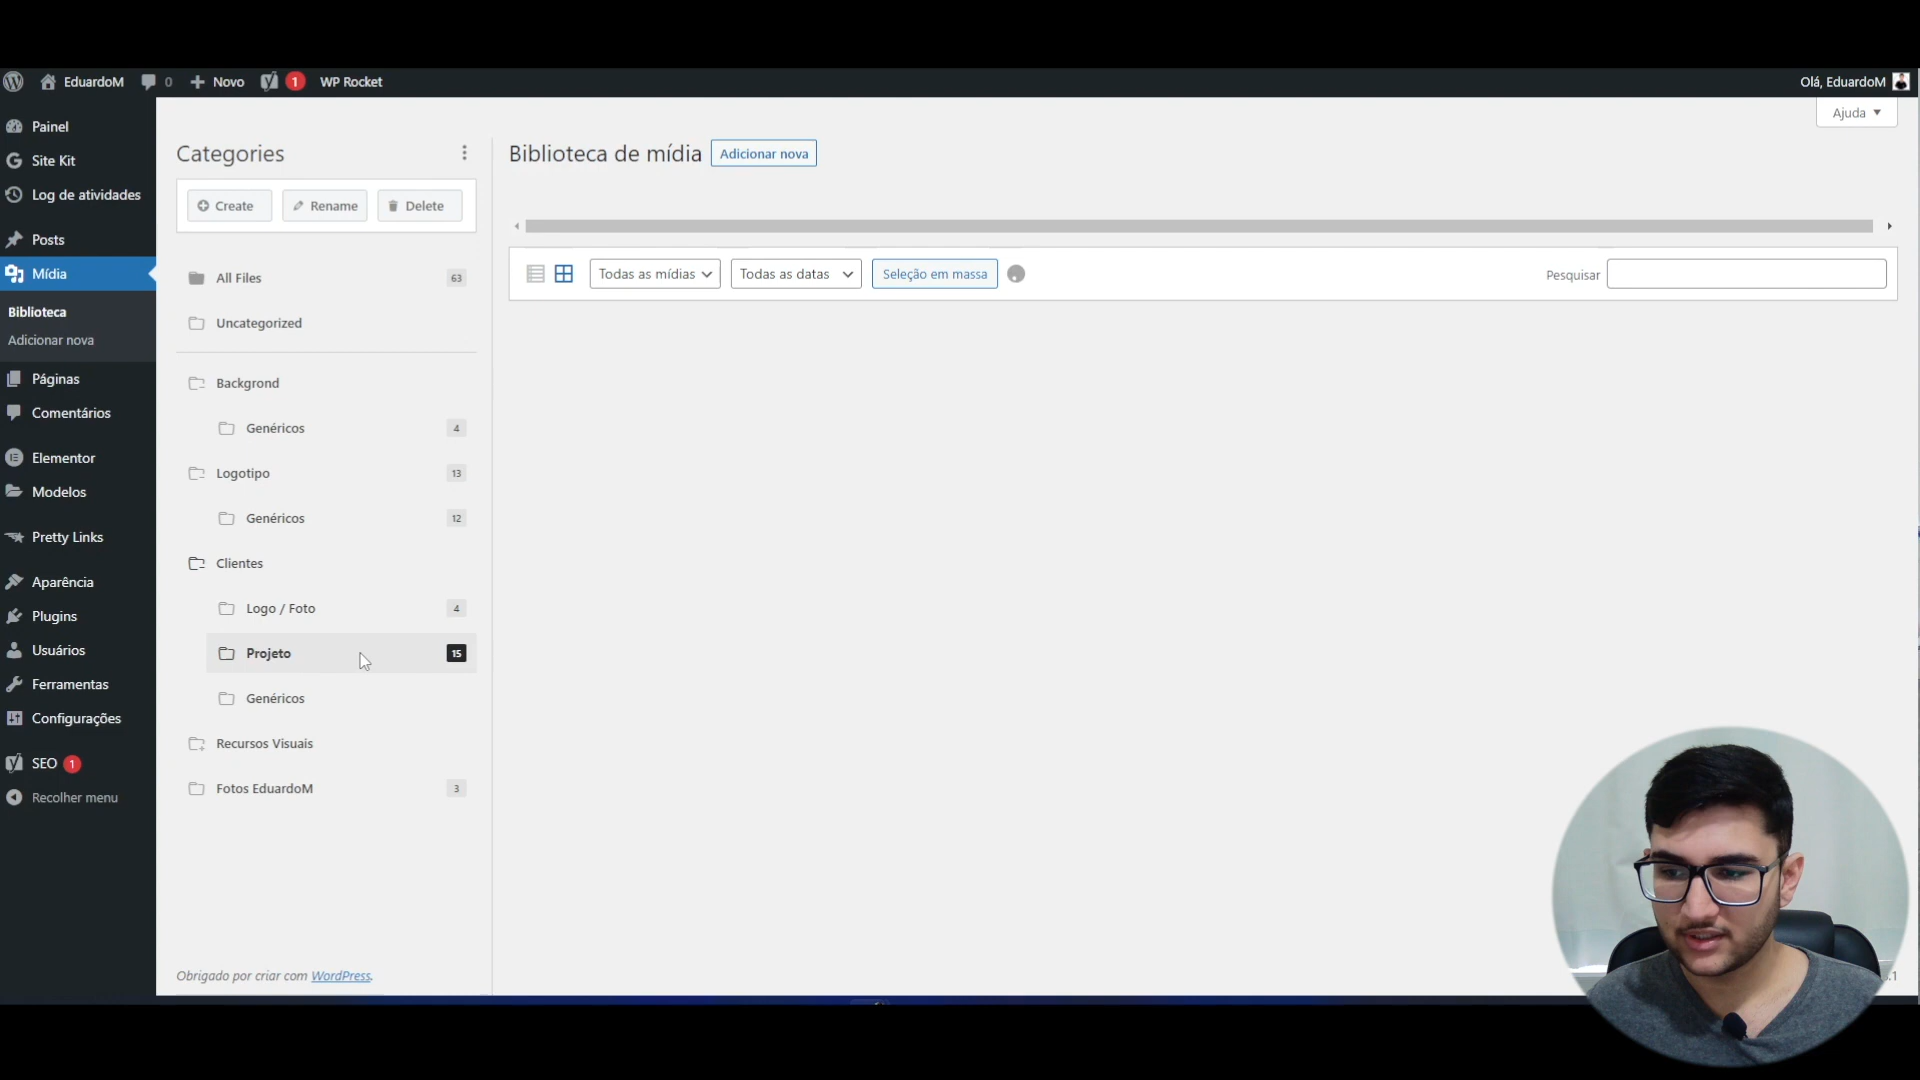 EduardoM 0 Novo 1 WP Rocket Olá, EduardoM
Ajuda
Painel
Site Kit
Log de atividades
Posts
Mídia
Biblioteca
Adicionar nova
Páginas
Comentários
Elementor
Modelos
Pretty Links
Aparência
Plugins
Usuários
Ferramentas
Configurações
SEO 1
Recolher menu
Categories
Create Rename Delete
All Files 63
Uncategorized
Backgrond
Genéricos 4
Logotipo 13
Genéricos 12
Clientes
Logo / Foto 4
Projeto 15
Genéricos
Recursos Visuais
Fotos EduardoM 3
Obrigado por criar com WordPress.
Biblioteca de mídia Adicionar nova
Todas as mídias Todas as datas Seleção em massa Pesquisar